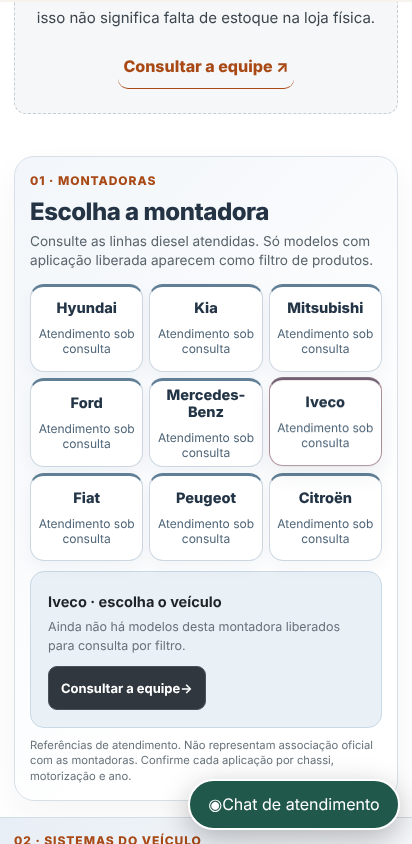 isso não significa falta de estoque na loja física.
Consultar a equipe ↗
01 · MONTADORAS
Escolha a montadora
Consulte as linhas diesel atendidas. Só modelos com
aplicação liberada aparecem como filtro de produtos.
Hyundai
Atendimento sob
consulta
Kia
Atendimento sob
consulta
Mitsubishi
Atendimento sob
consulta
Ford
Atendimento sob
consulta
Mercedes-
Benz
Atendimento sob
consulta
Iveco
Atendimento sob
consulta
Fiat
Atendimento sob
consulta
Peugeot
Atendimento sob
consulta
Citroën
Atendimento sob
consulta
Iveco · escolha o veículo
Ainda não há modelos desta montadora liberados
para consulta por filtro.
Consultar a equipe→
Referências de atendimento. Não representam associação oficial
com as montadoras. Confirme cada aplicação por chassi,
motorização e ano.
◉Chat de atendimento
02 · SISTEMAS DO VEÍCULO